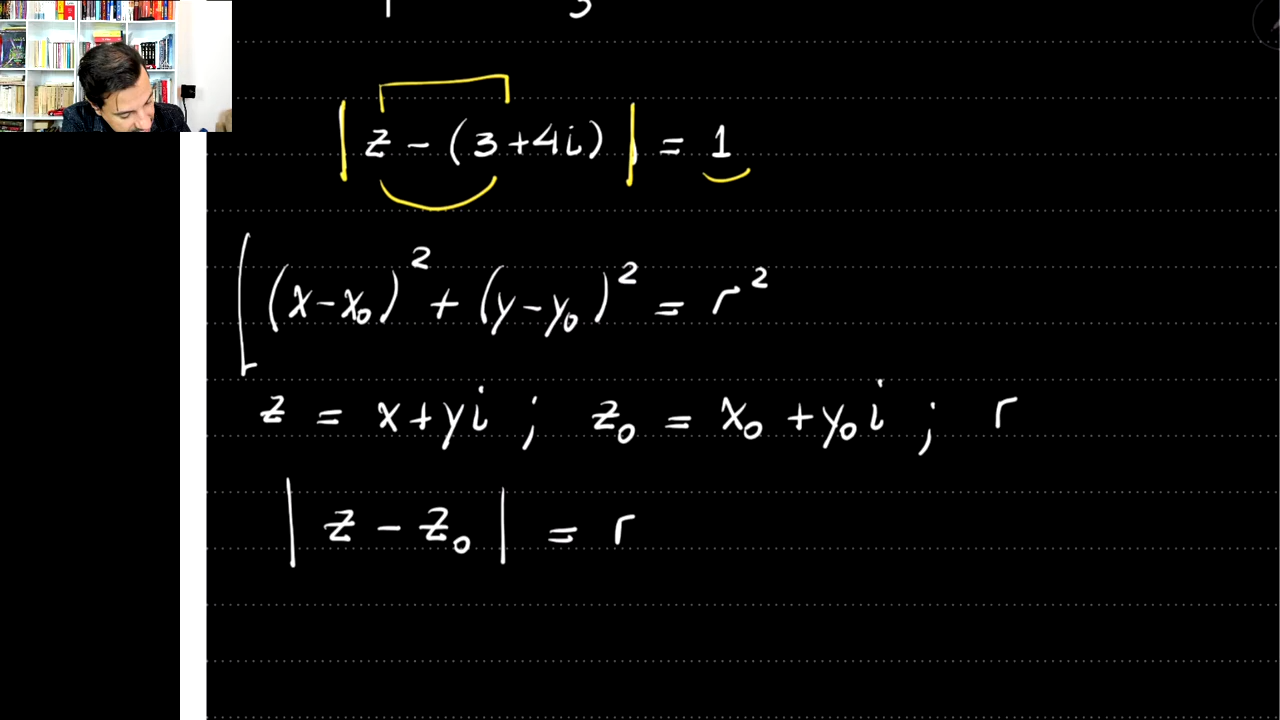 |z - (3+4i)| = 1
(x-x₀)² + (y-y₀)² = r²
z = x+yi ; z₀ = x₀ + y₀i ; r
|z - z₀| = r